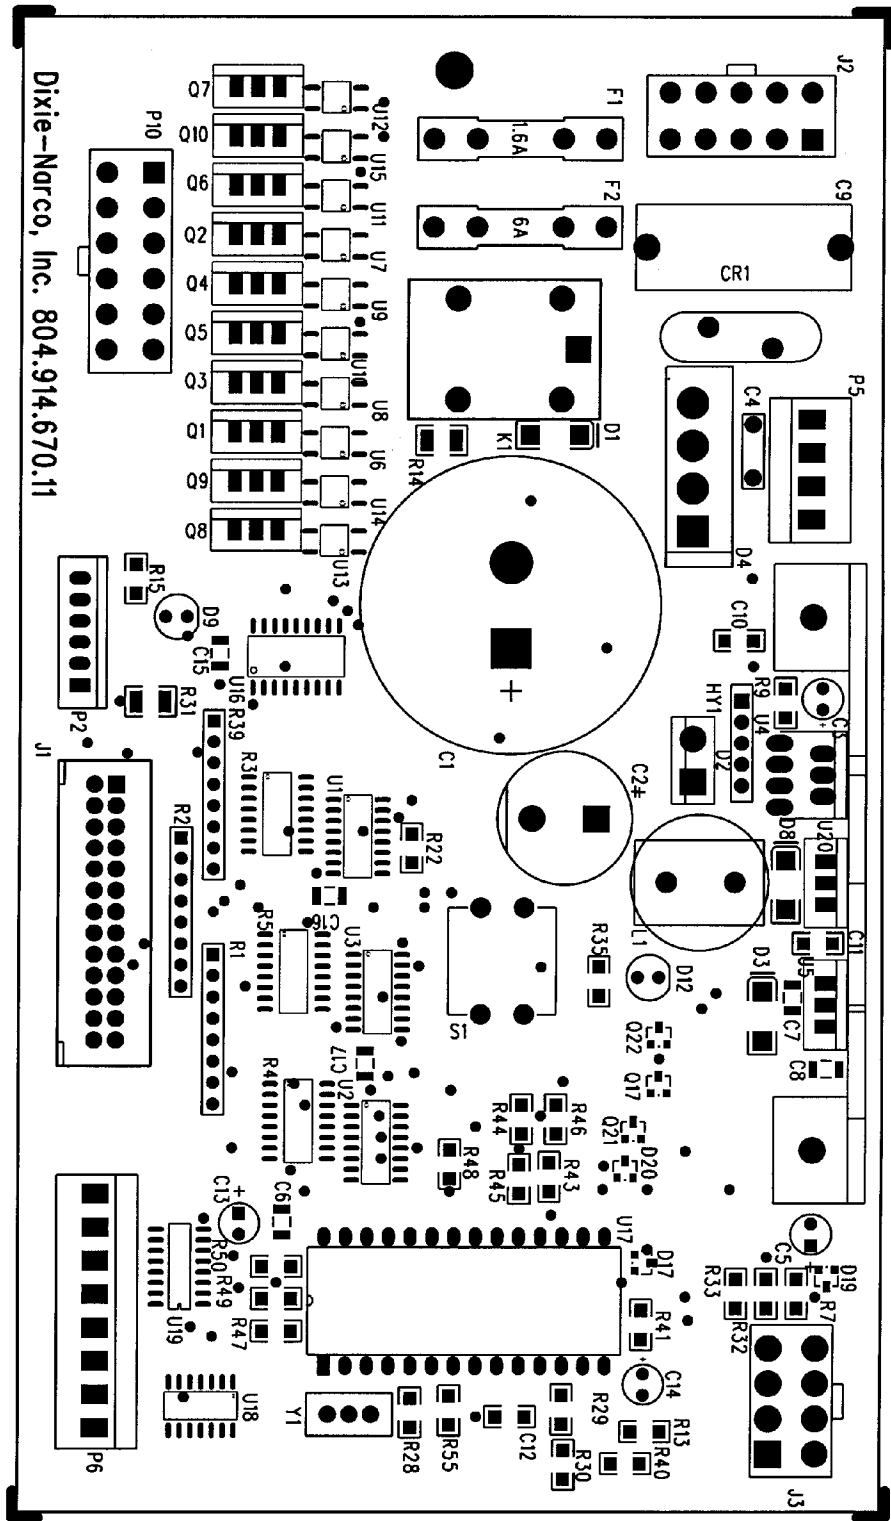 Dixie-Narco, Inc. 804.914.670.11
P10
Q7
Q10
Q6
Q2
Q4
Q5
Q3
Q1
Q9
Q8
U12
U15
U11
U7
U9
U10
U8
U6
U14
U13
F1
1.6A
F2
6A
J2
C9
CR1
P5
C4
D1
K1
R14
D4
R15
D9
C15
U16
R31
P2
J1
R39
R3
U1
R22
R2
C16
R5
U3
R1
C17
U2
R4
C1
+
C2+
C10
HY1
R9
U4
C3
+
U2
D8
U20
L1
C11
U5
D3
C7
C8
R35
D12
S1
Q22
Q17
Q21
D20
R44
R46
R48
R45
R43
C13
+
C6
R50
R49
R47
U19
U18
P6
Y1
U17
D17
R41
+
C14
R28
R55
C12
R29
R30
R13
R40
C5
+
D19
R33
R32
R7
J3